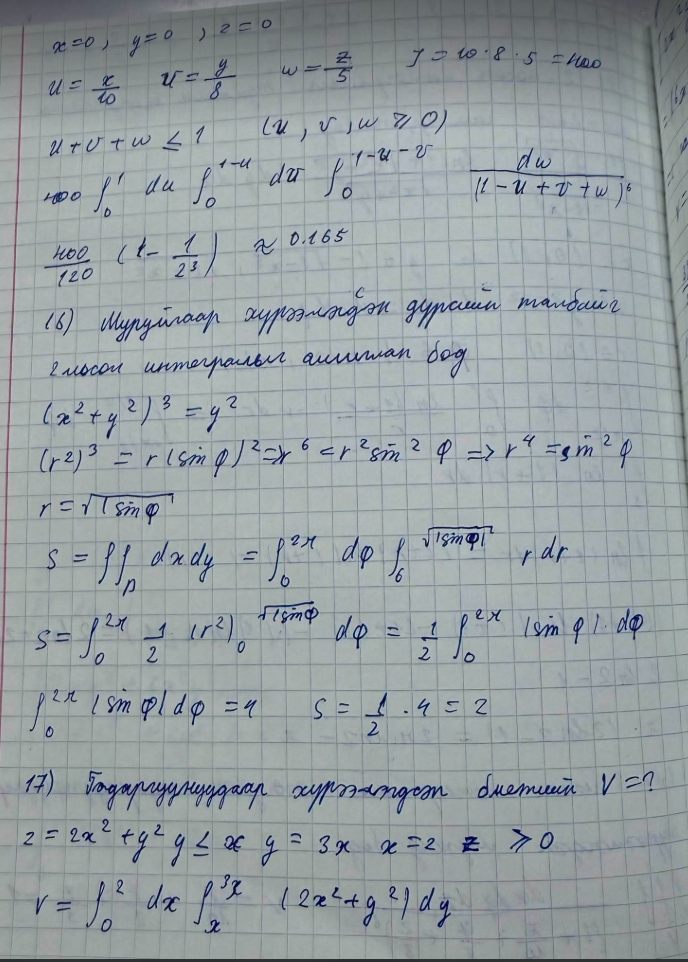 x=0, y=0, z=0
u = x/10 v = y/8 w = z/5 J = 10·8·5 = 400
u+v+w ≤ 1 (u, v, w ≥ 0)
400 ∫₀¹ du ∫₀^(1-u) dv ∫₀^(1-u-v) dw/(1-u+v+w)⁶
400/120 (1 - 1/2³) ≈ 0.165
16) Муруйгаар хүрээлэгдсэн дүрсийн талбайг
интегралыг ашиглан бод
(x²+y²)³ = y²
(r²)³ = r(sin φ)² => r⁶ = r² sin² φ => r⁴ = sin² φ
r = √|sin φ|
S = ∫∫_D dxdy = ∫₀^2π dφ ∫₀^√|sin φ| r dr
S = ∫₀^2π 1/2 (r²)₀^√|sin φ dφ = 1/2 ∫₀^2π |sin φ|·dφ
∫₀^2π |sin φ| dφ = 4 S = 1/2 · 4 = 2
17) Гадаргуунуудаар хүрээлэгдсэн биетийн V=?
z = 2x² + y² y ≤ x y = 3x x = 2 z ≥ 0
V = ∫₀² dx ∫ₓ^3x (2x²+y²) dy